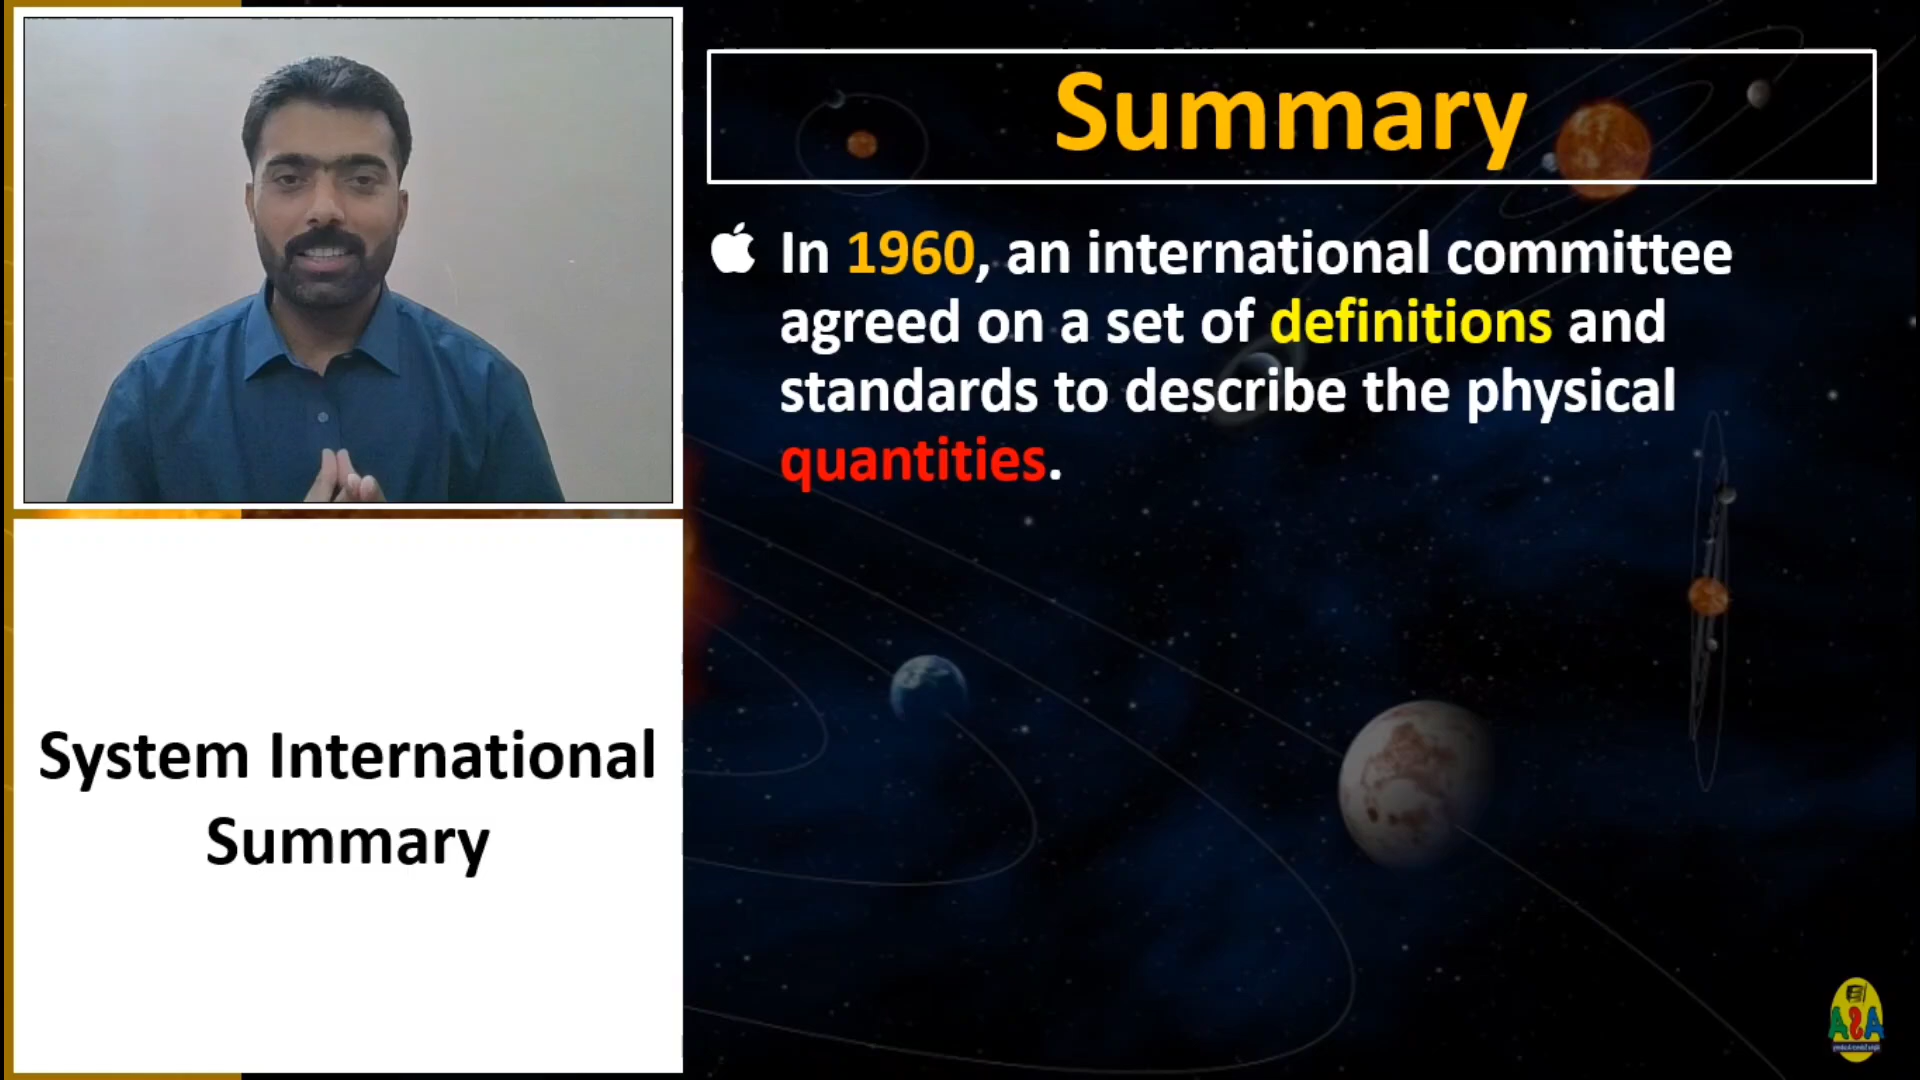 Summary
In 1960, an international committee
agreed on a set of definitions and
standards to describe the physical
quantities.
System International
Summary
ASA